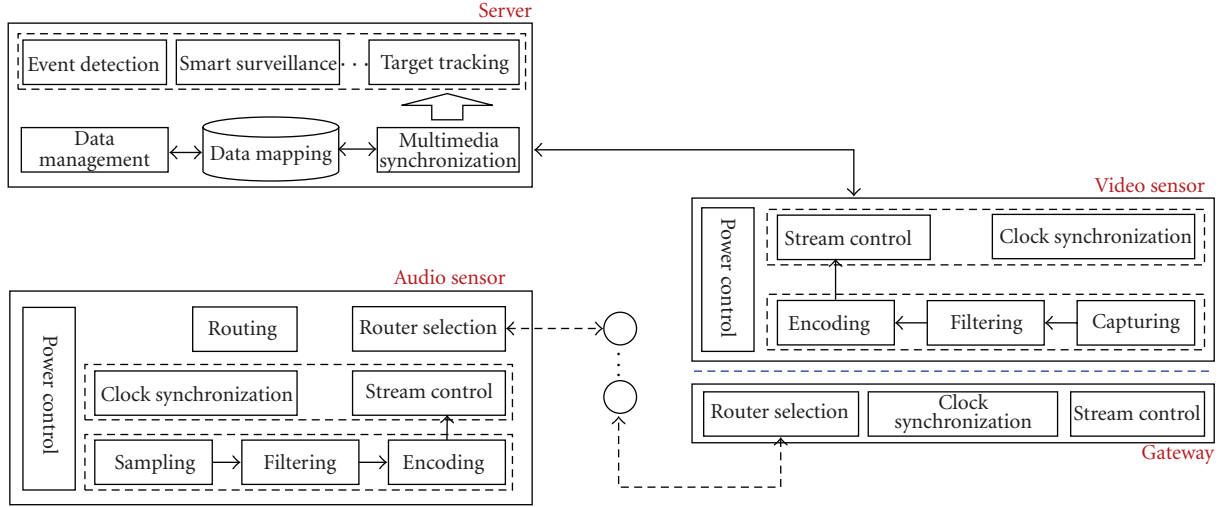 Server
Event detection
Smart surveillance
...
Target tracking
Data
management
Data mapping
Multimedia
synchronization
Video sensor
Power control
Stream control
Clock synchronization
Encoding
Filtering
Capturing
Audio sensor
Power control
Routing
Router selection
Clock synchronization
Stream control
Sampling
Filtering
Encoding
Router selection
Clock
synchronization
Stream control
Gateway